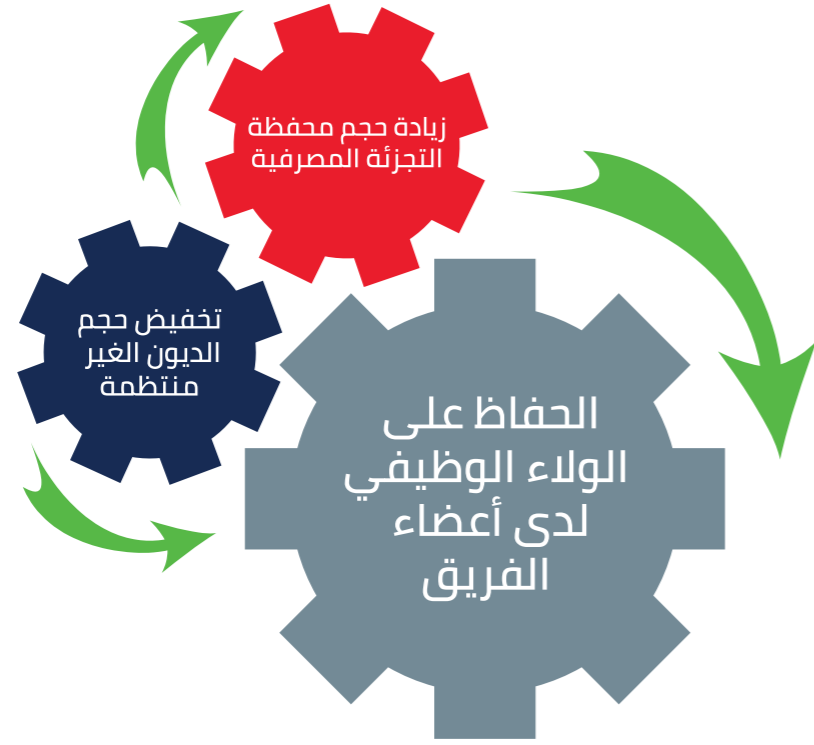 زيادة حجم محفظة
التجزئة المصرفية
تخفيض حجم
الديون الغير
منتظمة
الحفاظ على
الولاء الوظيفي
لدى أعضاء
الفريق